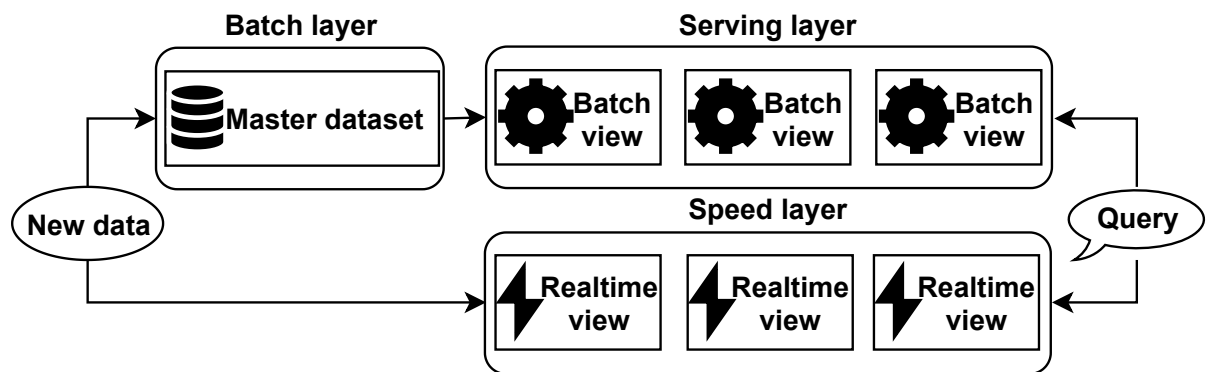 Batch layer
Serving layer
Master dataset
Batch
view
Batch
view
Batch
view
New data
Speed layer
Query
Realtime
view
Realtime
view
Realtime
view